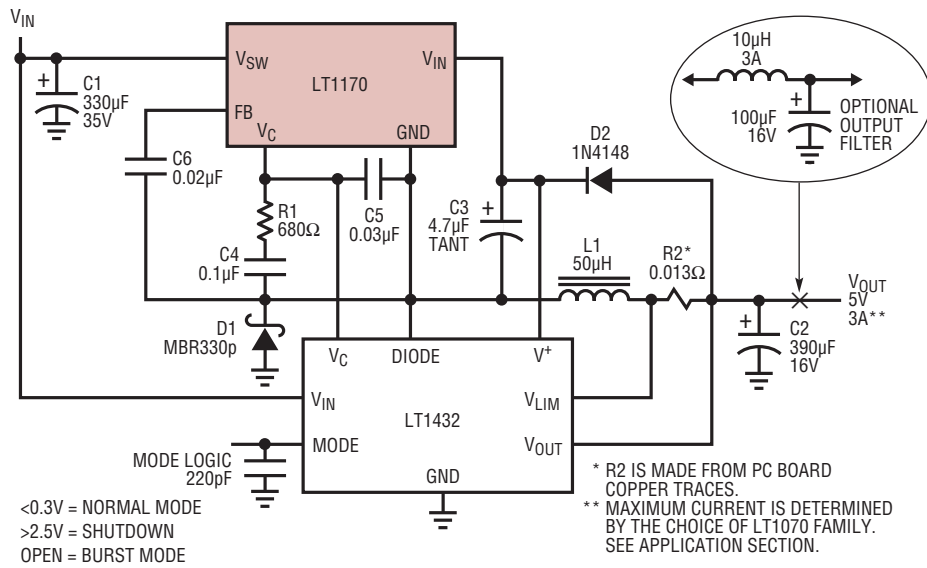 VIN
C1
330µF
35V
+
VSW
VIN
LT1170
FB
VC
GND
C6
0.02µF
R1
680Ω
C5
0.03µF
C4
0.1µF
C3
4.7µF
TANT
+
D2
1N4148
10µH
3A
+
100µF
16V
OPTIONAL
OUTPUT
FILTER
L1
50µH
R2*
0.013Ω
VOUT
5V
3A**
+
C2
390µF
16V
D1
MBR330p
VC
DIODE
V+
VIN
VLIM
LT1432
MODE
VOUT
GND
MODE LOGIC
220pF
<0.3V = NORMAL MODE
>2.5V = SHUTDOWN
OPEN = BURST MODE
* R2 IS MADE FROM PC BOARD
COPPER TRACES.
** MAXIMUM CURRENT IS DETERMINED
BY THE CHOICE OF LT1070 FAMILY.
SEE APPLICATION SECTION.